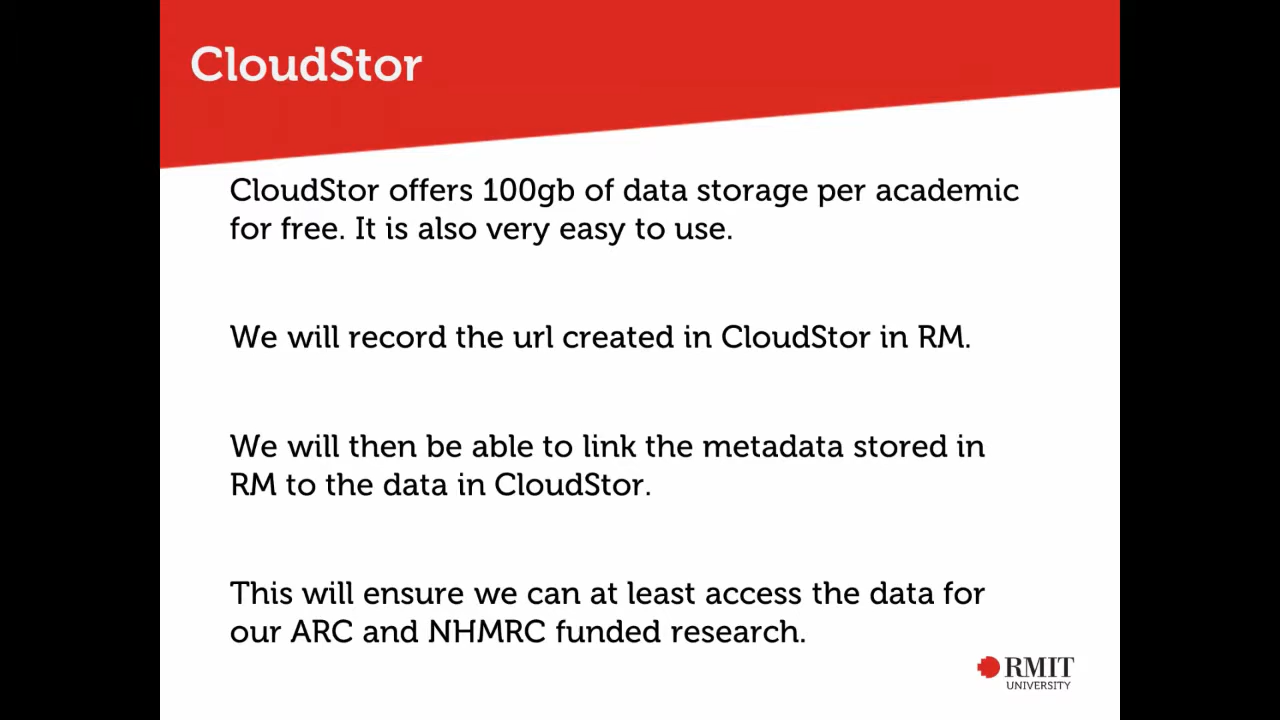 CloudStor
CloudStor offers 100gb of data storage per academic
for free. It is also very easy to use.
We will record the url created in CloudStor in RM.
We will then be able to link the metadata stored in
RM to the data in CloudStor.
This will ensure we can at least access the data for
our ARC and NHMRC funded research.
RMIT
UNIVERSITY